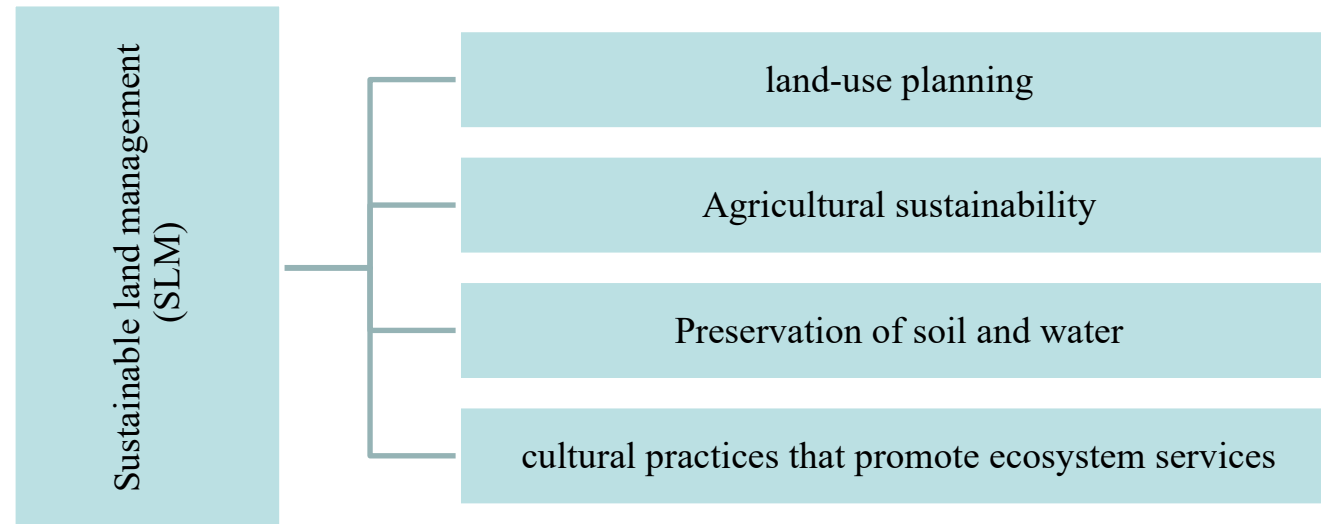 Sustainable land management
(SLM)
land-use planning
Agricultural sustainability
Preservation of soil and water
cultural practices that promote ecosystem services